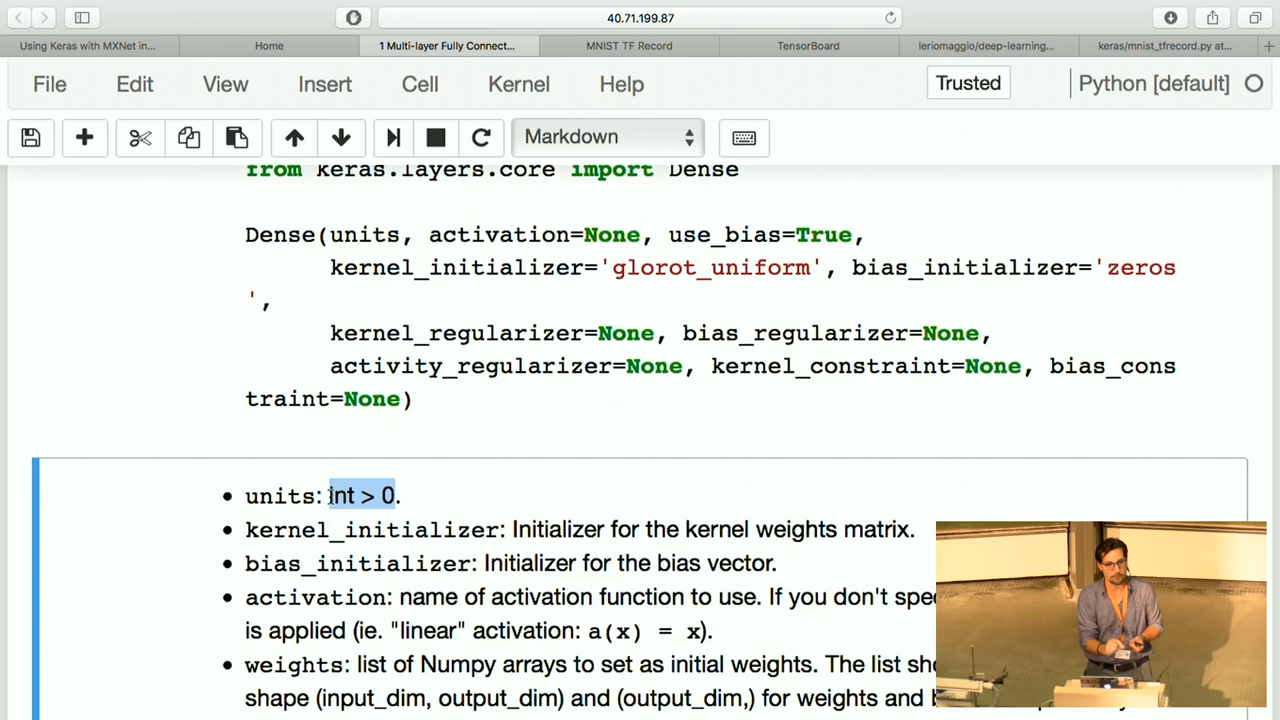 40.71.199.87
Using Keras with MXNet in... Home 1 Multi-layer Fully Connect... MNIST TF Record TensorBoard leriomaggio/deep-learning... keras/mnist_tfrecord.py at...
File Edit View Insert Cell Kernel Help Trusted Python [default]
Markdown
from keras.layers.core import Dense
Dense(units, activation=None, use_bias=True,
kernel_initializer='glorot_uniform', bias_initializer='zeros
',
kernel_regularizer=None, bias_regularizer=None,
activity_regularizer=None, kernel_constraint=None, bias_cons
traint=None)
units: int > 0.
kernel_initializer: Initializer for the kernel weights matrix.
bias_initializer: Initializer for the bias vector.
activation: name of activation function to use. If you don't spe
is applied (ie. "linear" activation: a(x) = x).
weights: list of Numpy arrays to set as initial weights. The list sh
shape (input_dim, output_dim) and (output_dim,) for weights and